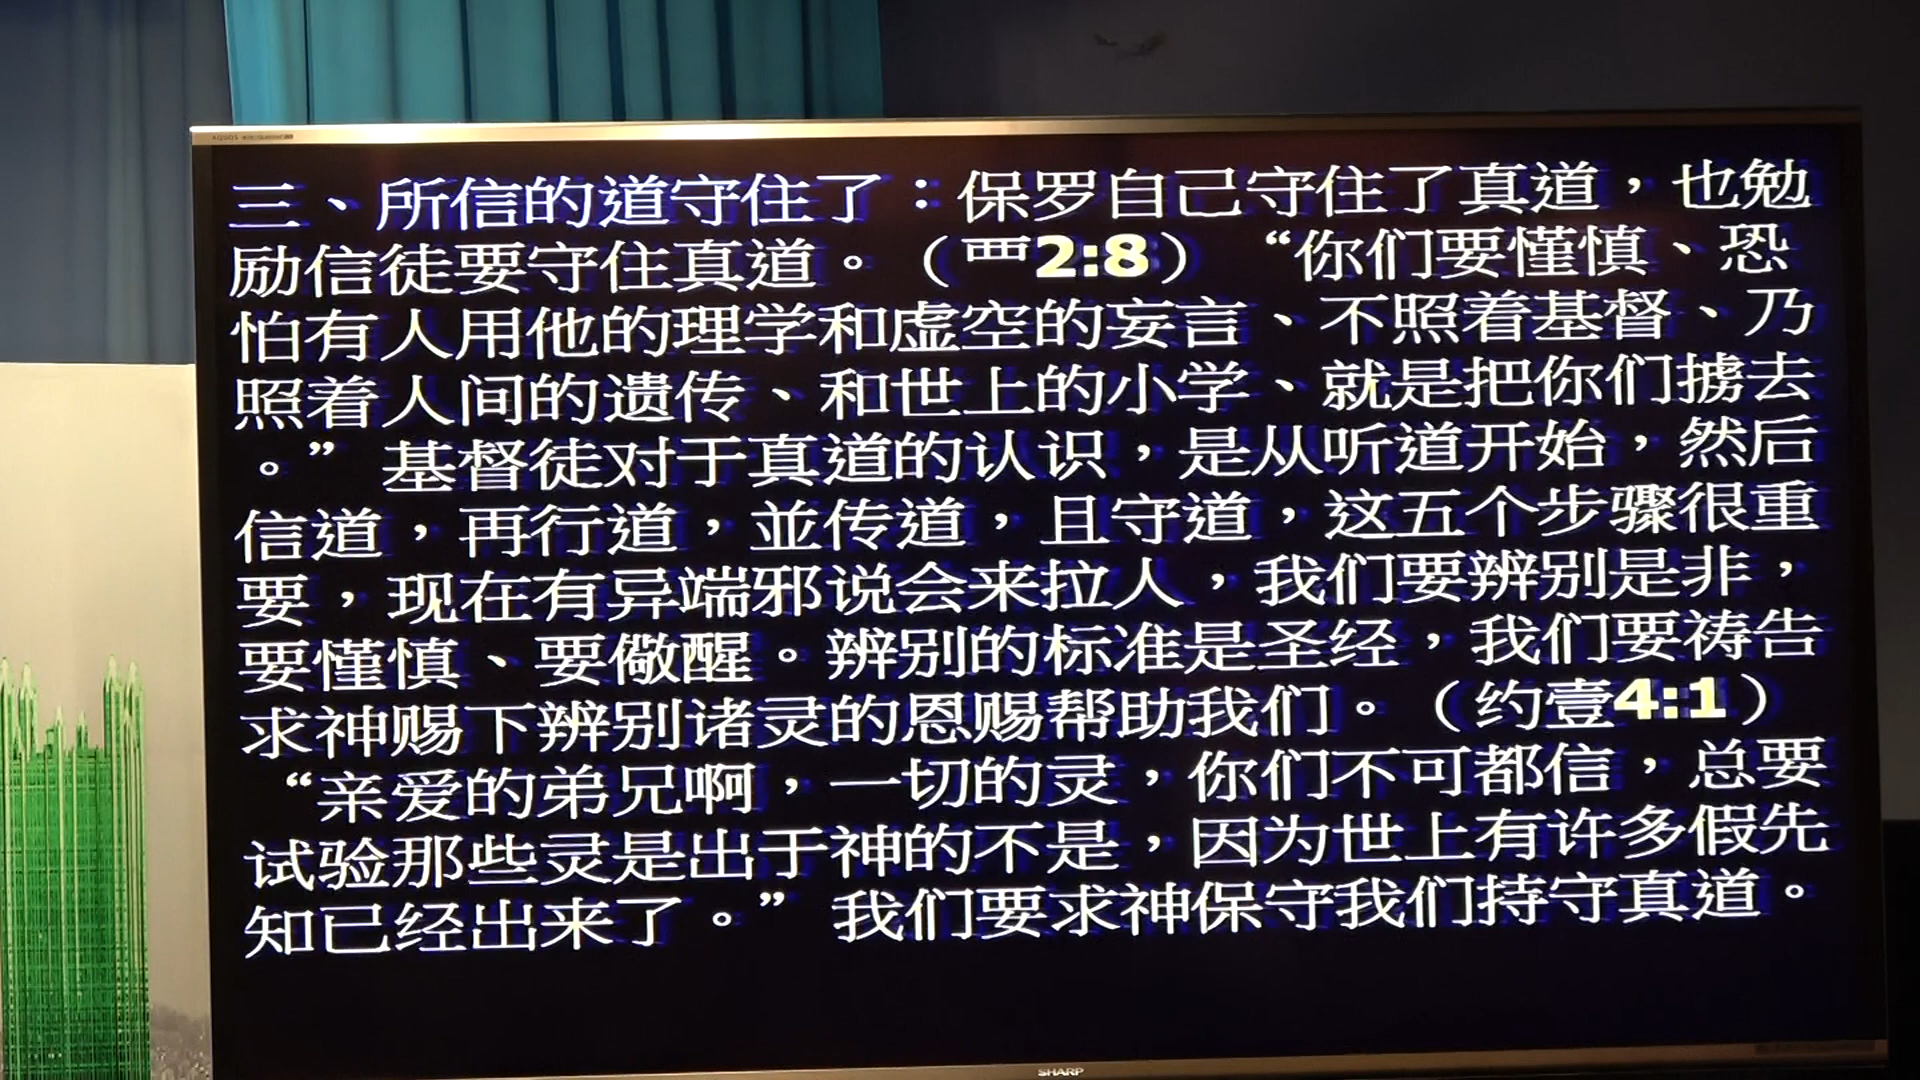 三、所信的道守住了：保罗自己守住了真道，也勉
励信徒要守住真道。（覀2:8）“你们要懂慎、恐
怕有人用他的理学和虚空的妄言、不照着基督、乃
照着人间的遗传、和世上的小学、就是把你们掳去
。”基督徒对于真道的认识，是从听道开始，然后
信道，再行道，並传道，且守道，这五个步骤很重
要，现在有异端邪说会来拉人，我们要辨别是非，
要懂慎、要儆醒。辨别的标准是圣经，我们要祷告
求神赐下辨别诸灵的恩赐帮助我们。（约壹4:1）
“亲爱的弟兄啊，一切的灵，你们不可都信，总要
试验那些灵是出于神的不是，因为世上有许多假先
知已经出来了。”我们要求神保守我们持守真道。
SHARP